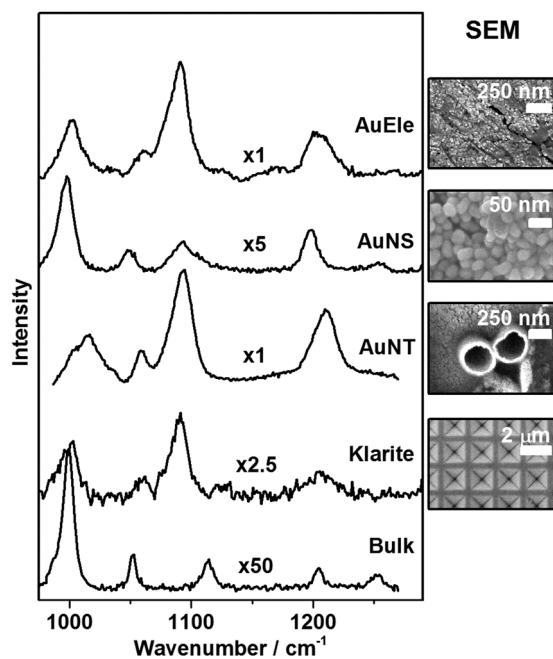 SEM
250 nm
AuEle
x1
50 nm
AuNS
x5
250 nm
AuNT
x1
2 μm
Klarite
x2.5
Bulk
x50
Intensity
1000 1100 1200
Wavenumber / cm⁻¹